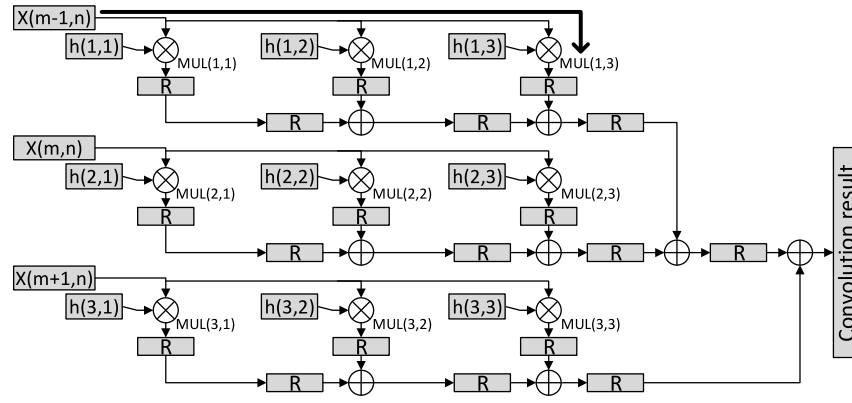 X(m-1,n)
h(1,1)
MUL(1,1)
h(1,2)
MUL(1,2)
h(1,3)
MUL(1,3)
R
R
R
R
R
R
X(m,n)
h(2,1)
MUL(2,1)
h(2,2)
MUL(2,2)
h(2,3)
MUL(2,3)
R
R
R
R
R
R
R
X(m+1,n)
h(3,1)
MUL(3,1)
h(3,2)
MUL(3,2)
h(3,3)
MUL(3,3)
R
R
R
R
R
R
Convolution result